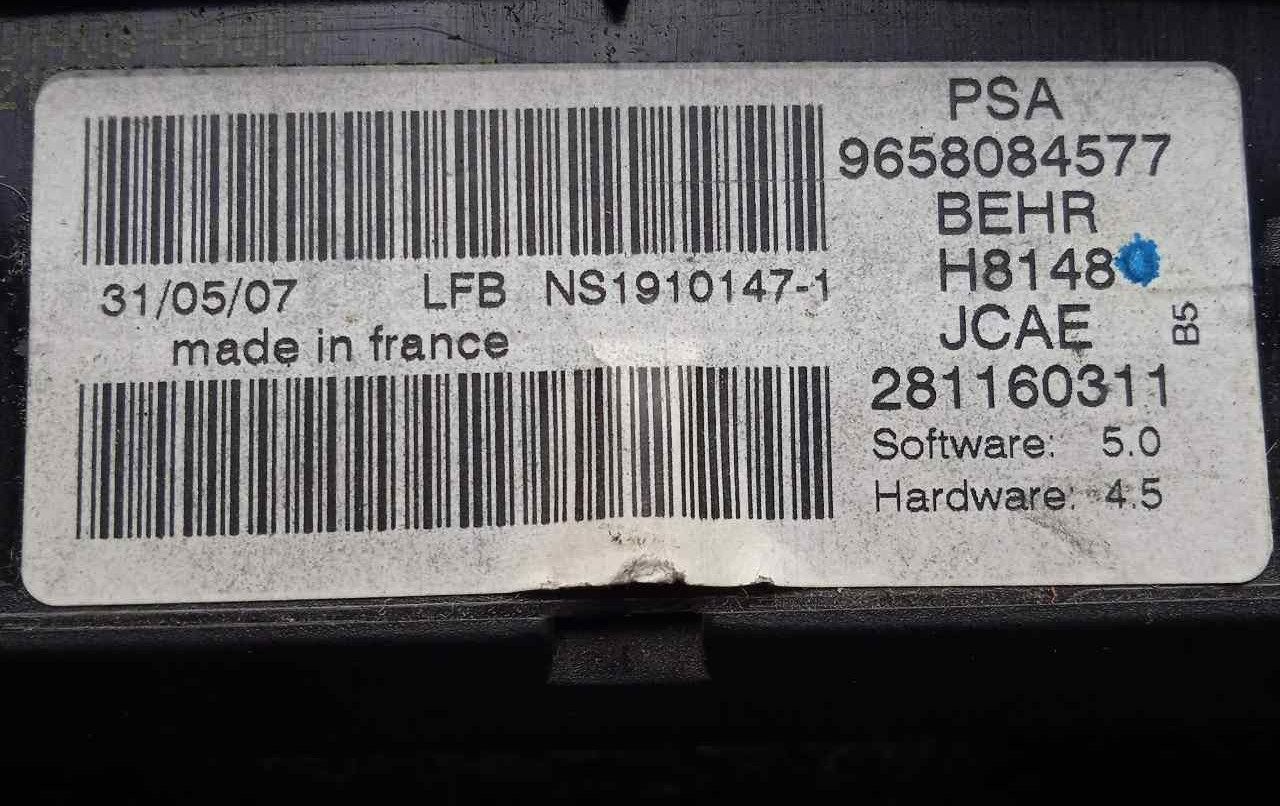 PSA
9658084577
BEHR
H8148
JCAE
B5
281160311
Software: 5.0
Hardware: 4.5
31/05/07 LFB NS1910147-1
made in france